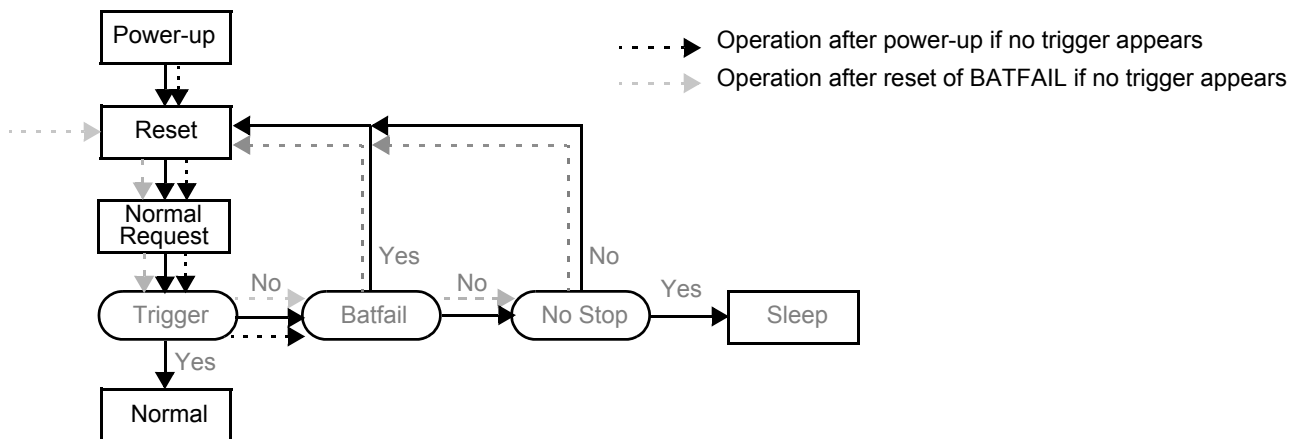 Power-up
Operation after power-up if no trigger appears
Operation after reset of BATFAIL if no trigger appears
Reset
Normal
Request
Yes
No
No
No
Yes
Trigger
Batfail
No Stop
Sleep
Yes
Normal